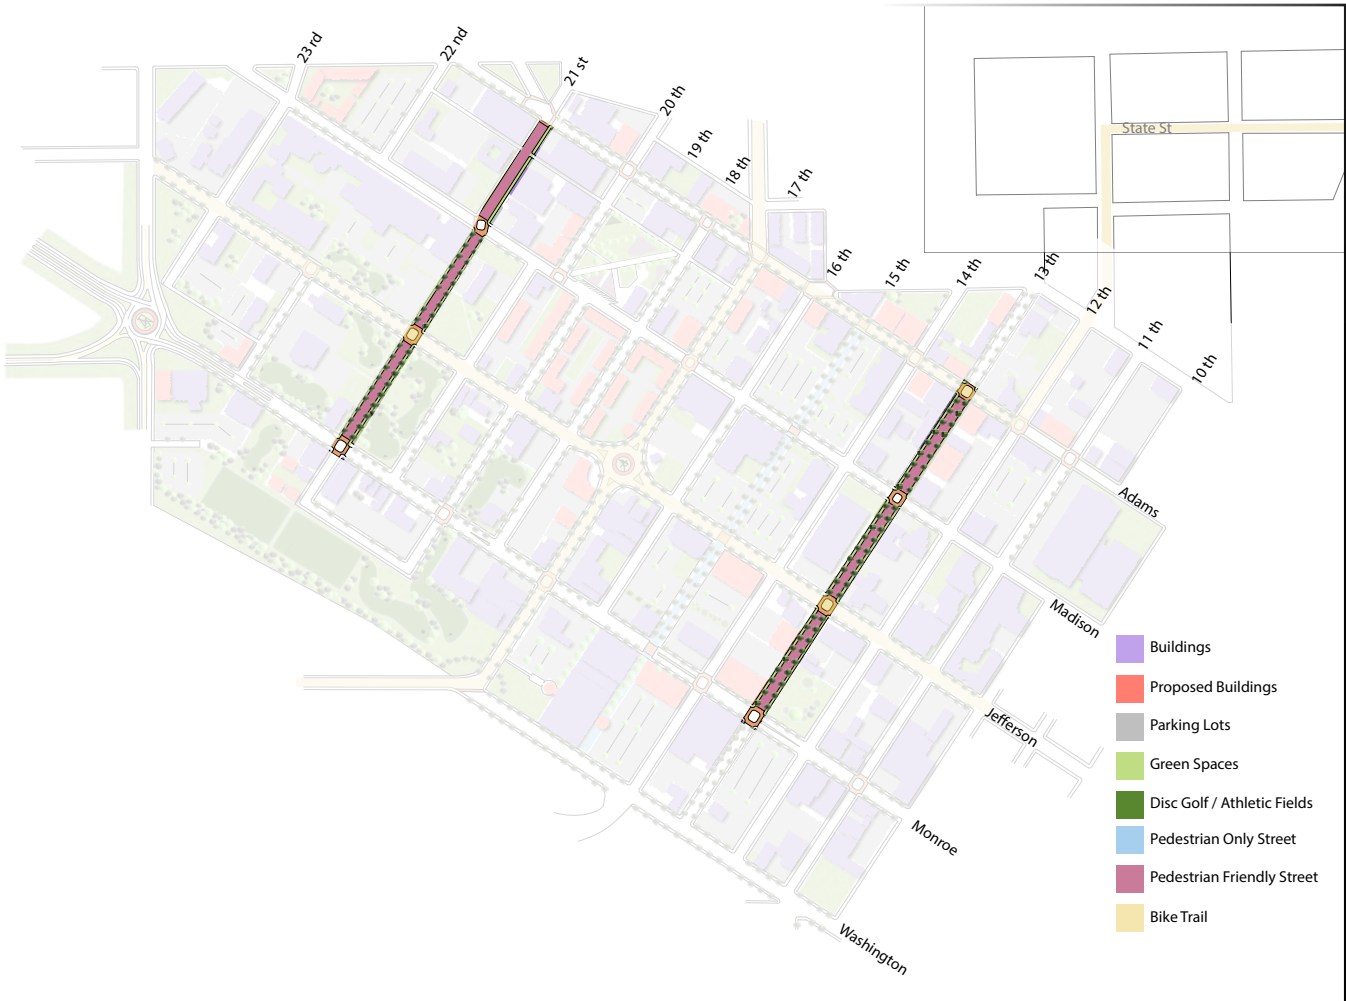 23 rd
22 nd
21 st
20 th
19 th
18 th
17 th
16 th
15 th
14 th
13 th
12 th
11 th
10 th
State St
Adams
Madison
Jefferson
Monroe
Washington
Buildings
Proposed Buildings
Parking Lots
Green Spaces
Disc Golf / Athletic Fields
Pedestrian Only Street
Pedestrian Friendly Street
Bike Trail